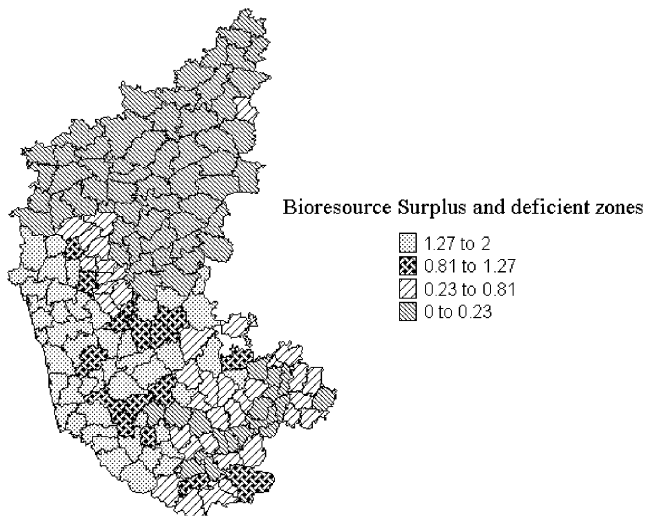 Bioresource Surplus and deficient zones
1.27 to 2
0.81 to 1.27
0.23 to 0.81
0 to 0.23